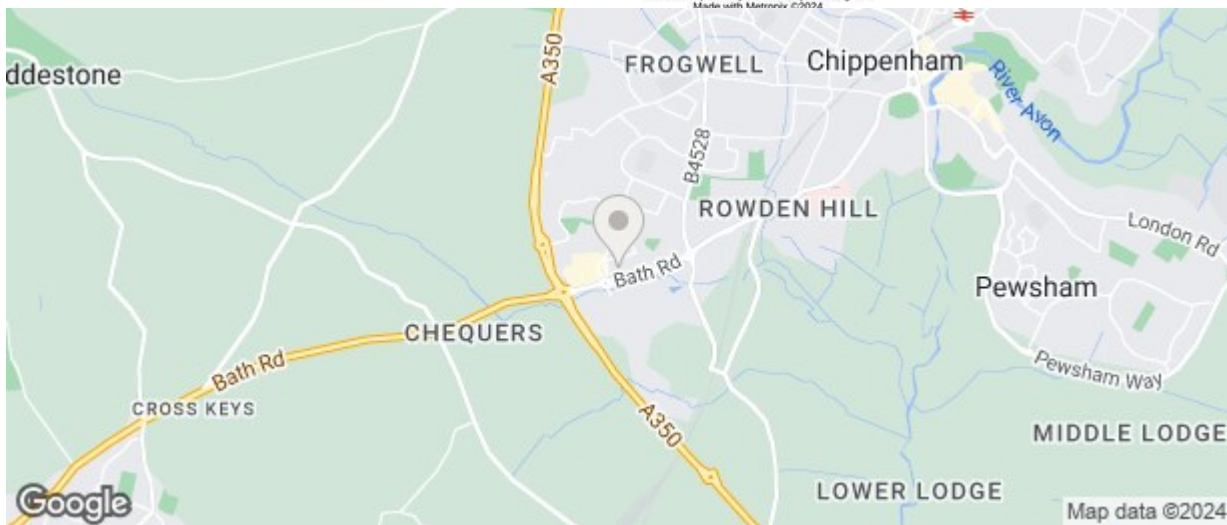 Made with Metropix ©2024
ddestone
A350
FROGWELL
Chippenham
River Avon
B4528
ROWDEN HILL
London Rd
Bath Rd
Pewsham
CHEQUERS
Bath Rd
Pewsham Way
CROSS KEYS
A350
MIDDLE LODGE
LOWER LODGE
Google
Map data ©2024